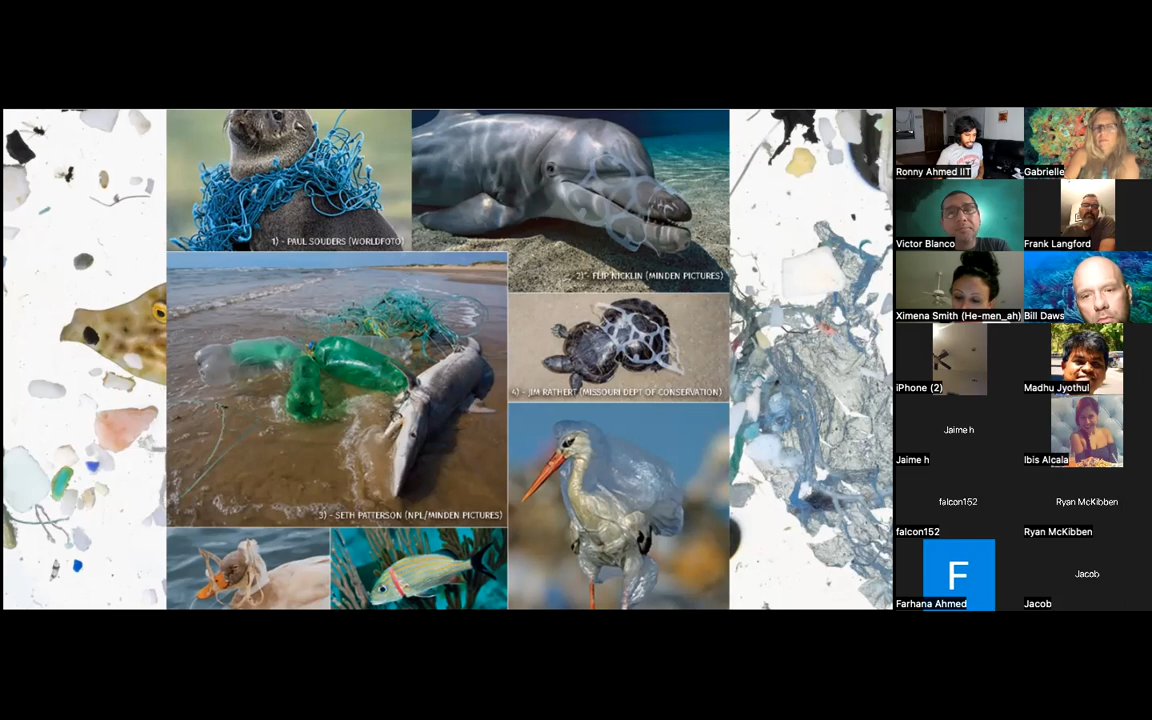 1) - PAUL SOUDERS (WORLDFOTO)
2) - FLIP NICKLIN (MINDEN PICTURES)
3) - SETH PATTERSON (NPL/MINDEN PICTURES)
4) - JIM RATHERT (MISSOURI DEPT OF CONSERVATION)
Ronny Ahmed IIT
Gabrielle
Victor Blanco
Frank Langford
Ximena Smith (He-men_ah)
Bill Daws
iPhone (2)
Madhu Jyothul
Jaime h
Jaime h
Ibis Alcala
falcon152
Ryan McKibben
falcon152
Ryan McKibben
F
Jacob
Farhana Ahmed
Jacob